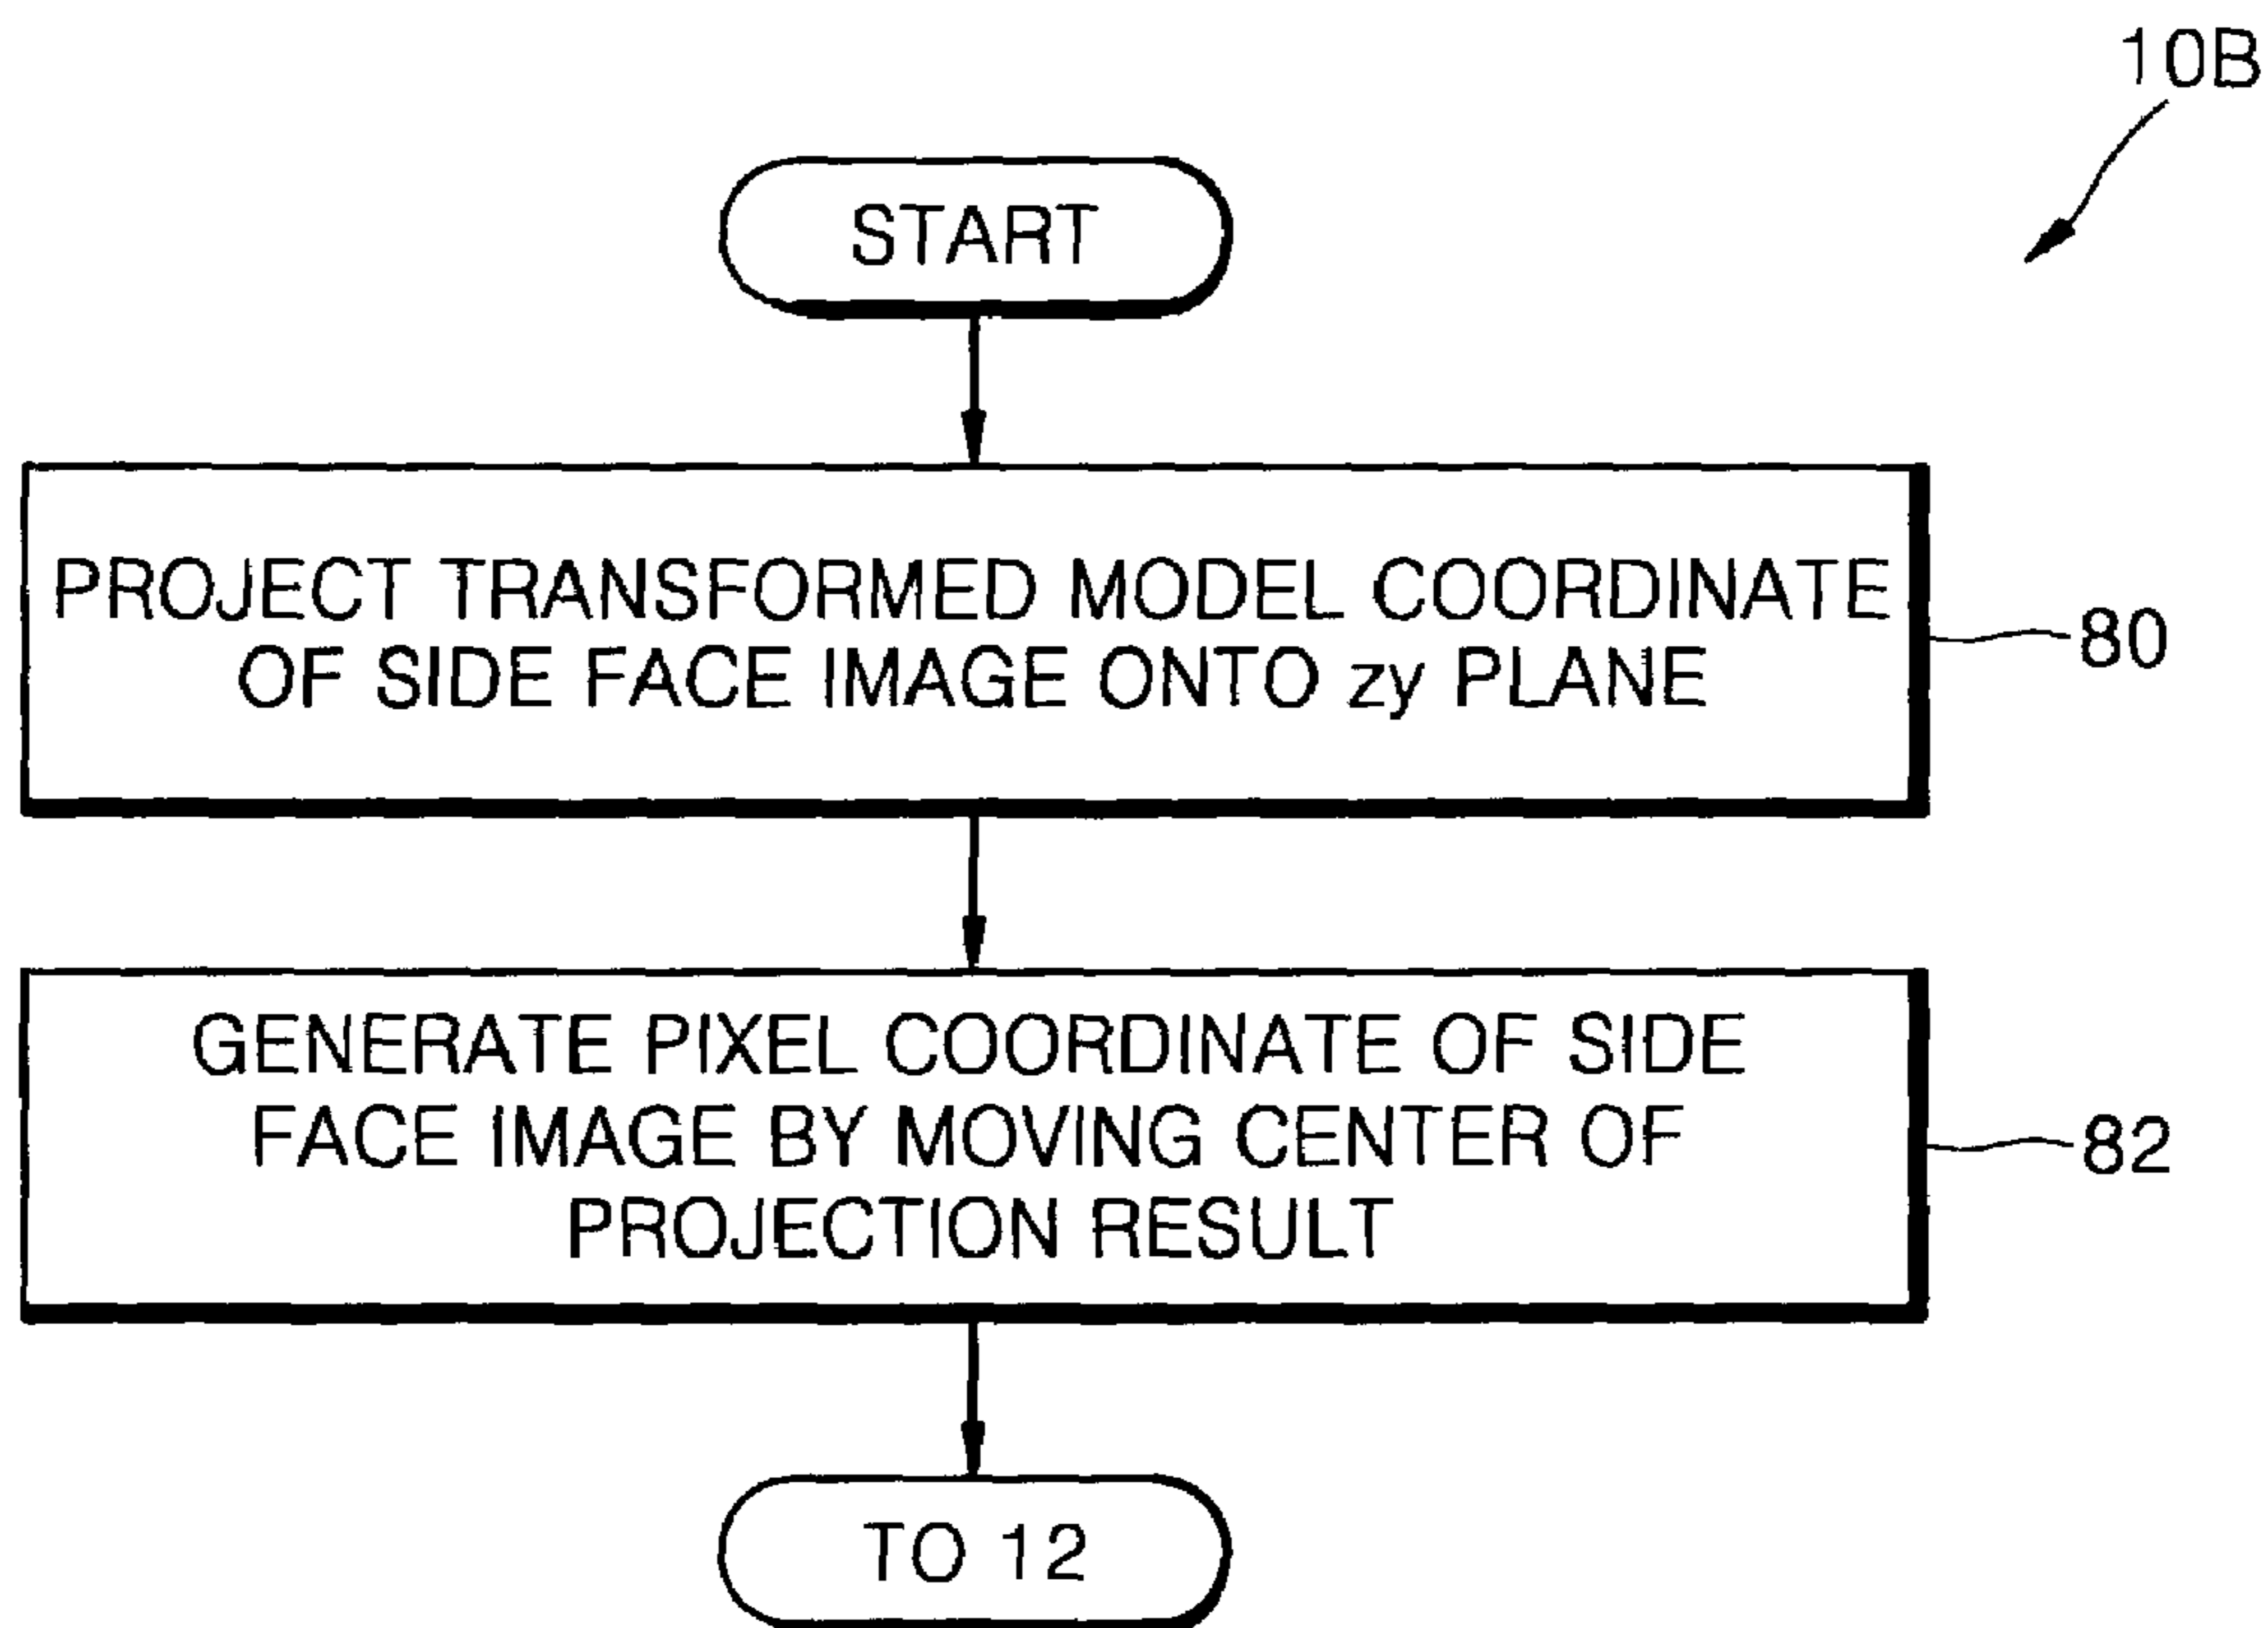 10B
START
PROJECT TRANSFORMED MODEL COORDINATE
OF SIDE FACE IMAGE ONTO zy PLANE
80
GENERATE PIXEL COORDINATE OF SIDE
FACE IMAGE BY MOVING CENTER OF
PROJECTION RESULT
82
TO 12